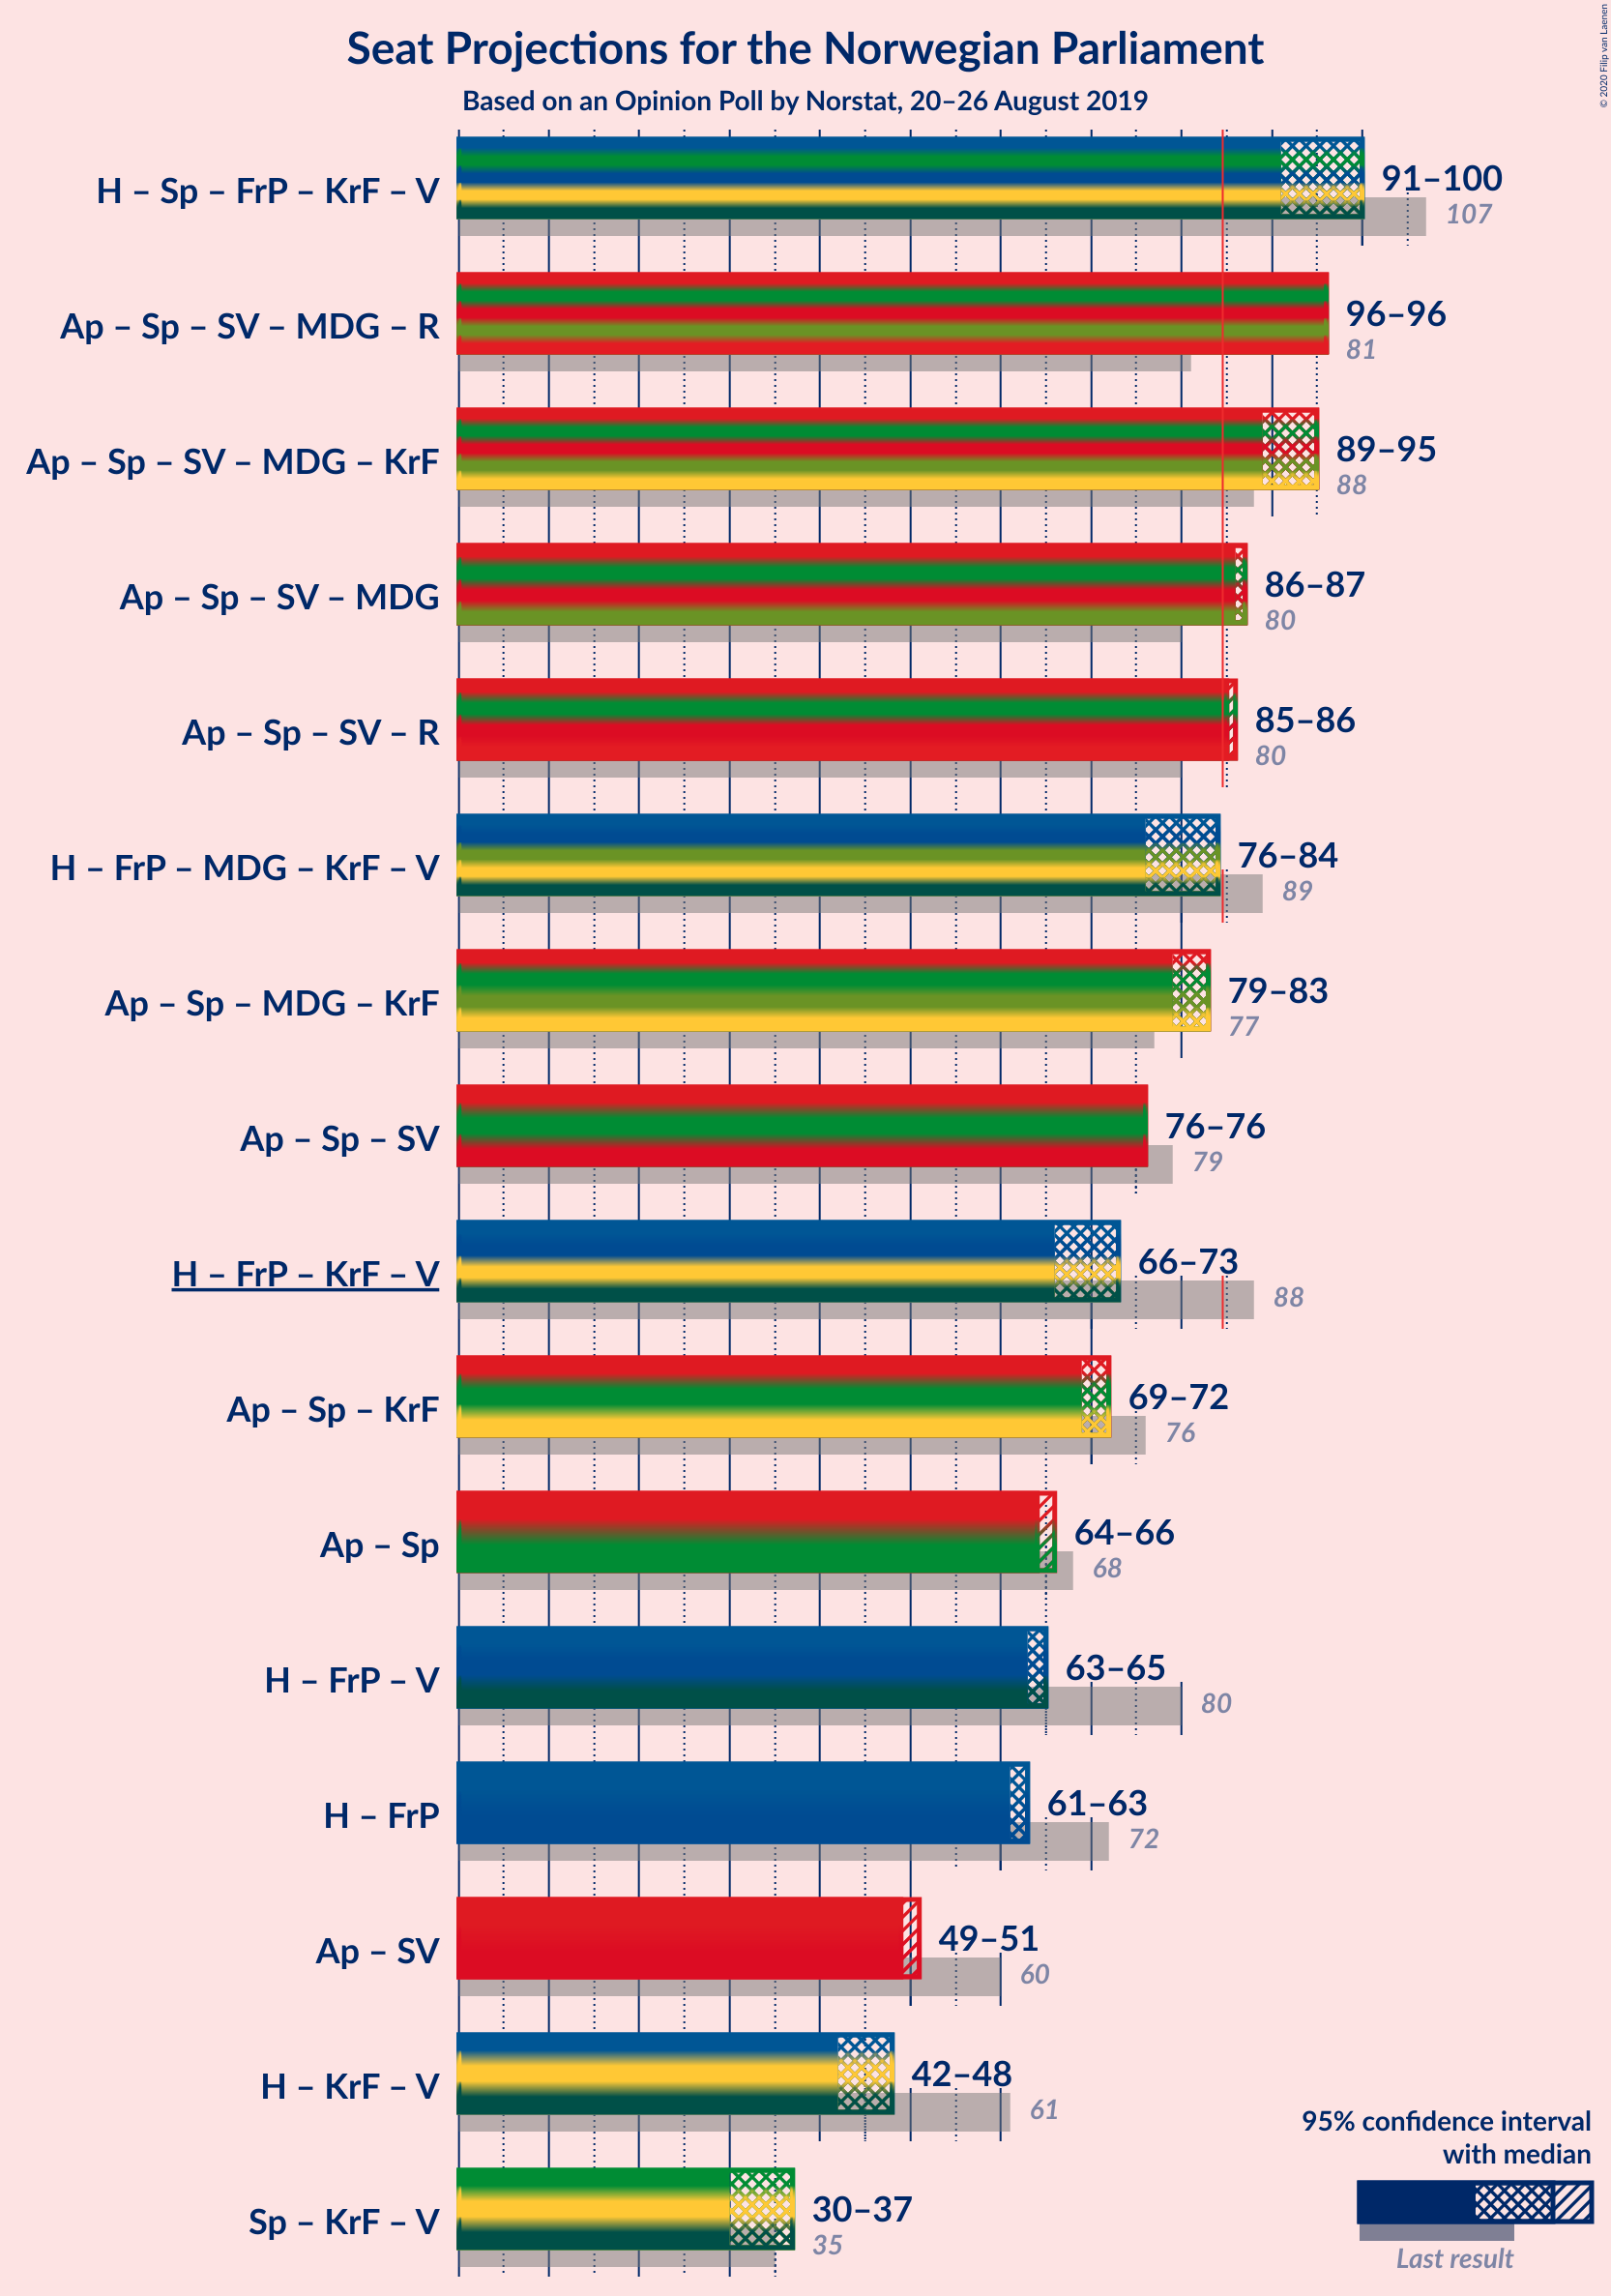 Seat Projections for the Norwegian Parliament
Based on an Opinion Poll by Norstat, 20–26 August 2019
© 2020 Filip van Laenen
H – Sp – FrP – KrF – V
91–100
107
Ap – Sp – SV – MDG – R
96–96
81
Ap – Sp – SV – MDG – KrF
89–95
88
Ap – Sp – SV – MDG
86–87
80
Ap – Sp – SV – R
85–86
80
H – FrP – MDG – KrF – V
76–84
89
Ap – Sp – MDG – KrF
79–83
77
Ap – Sp – SV
76–76
79
H – FrP – KrF – V
66–73
88
Ap – Sp – KrF
69–72
76
Ap – Sp
64–66
68
H – FrP – V
63–65
80
H – FrP
61–63
72
Ap – SV
49–51
60
H – KrF – V
42–48
61
Sp – KrF – V
30–37
35
95% confidence interval
with median
Last result